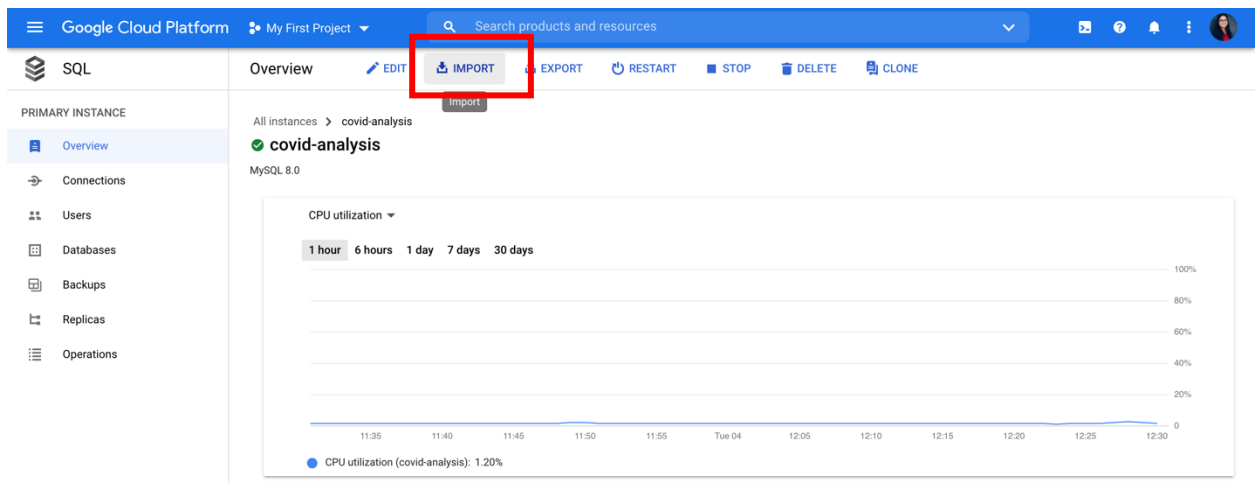 Google Cloud Platform My First Project Search products and resources
SQL Overview EDIT IMPORT EXPORT RESTART STOP DELETE CLONE
Import
PRIMARY INSTANCE
Overview
Connections
Users
Databases
Backups
Replicas
Operations
All instances > covid-analysis
covid-analysis
MySQL 8.0
CPU utilization
1 hour 6 hours 1 day 7 days 30 days
100%
80%
60%
40%
20%
0
11:35 11:40 11:45 11:50 11:55 Tue 04 12:05 12:10 12:15 12:20 12:25 12:30
CPU utilization (covid-analysis): 1.20%